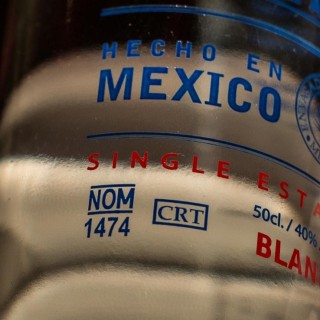 HECHO EN
MEXICO
SINGLE
NOM
1474
CRT
50cl. / 40%